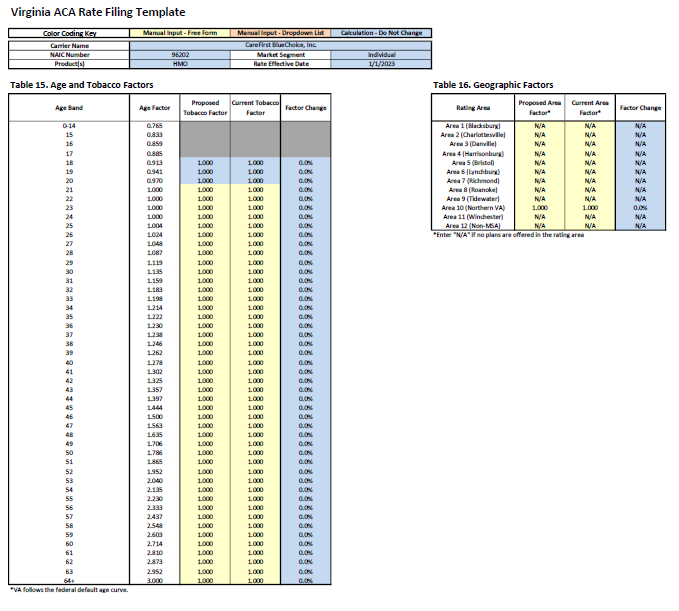 Virginia ACA Rate Filing Template
Color Coding Key Manual Input - Free Form Manual Input - Dropdown List Calculation - Do Not Change
Carrier Name CareFirst BlueChoice, Inc.
NAIC Number 96202 Market Segment Individual
Product(s) HMO Rate Effective Date 1/1/2023
Table 15. Age and Tobacco Factors
Age Band Age Factor Proposed Tobacco Factor Current Tobacco Factor Factor Change
0-14 0.765
15 0.833
16 0.859
17 0.885
18 0.913 1.000 1.000 0.0%
19 0.941 1.000 1.000 0.0%
20 0.970 1.000 1.000 0.0%
21 1.000 1.000 1.000 0.0%
22 1.000 1.000 1.000 0.0%
23 1.000 1.000 1.000 0.0%
24 1.000 1.000 1.000 0.0%
25 1.004 1.000 1.000 0.0%
26 1.024 1.000 1.000 0.0%
27 1.048 1.000 1.000 0.0%
28 1.087 1.000 1.000 0.0%
29 1.119 1.000 1.000 0.0%
30 1.135 1.000 1.000 0.0%
31 1.159 1.000 1.000 0.0%
32 1.183 1.000 1.000 0.0%
33 1.198 1.000 1.000 0.0%
34 1.214 1.000 1.000 0.0%
35 1.222 1.000 1.000 0.0%
36 1.230 1.000 1.000 0.0%
37 1.238 1.000 1.000 0.0%
38 1.246 1.000 1.000 0.0%
39 1.262 1.000 1.000 0.0%
40 1.278 1.000 1.000 0.0%
41 1.302 1.000 1.000 0.0%
42 1.325 1.000 1.000 0.0%
43 1.357 1.000 1.000 0.0%
44 1.397 1.000 1.000 0.0%
45 1.444 1.000 1.000 0.0%
46 1.500 1.000 1.000 0.0%
47 1.563 1.000 1.000 0.0%
48 1.635 1.000 1.000 0.0%
49 1.706 1.000 1.000 0.0%
50 1.786 1.000 1.000 0.0%
51 1.865 1.000 1.000 0.0%
52 1.952 1.000 1.000 0.0%
53 2.040 1.000 1.000 0.0%
54 2.135 1.000 1.000 0.0%
55 2.230 1.000 1.000 0.0%
56 2.333 1.000 1.000 0.0%
57 2.437 1.000 1.000 0.0%
58 2.548 1.000 1.000 0.0%
59 2.603 1.000 1.000 0.0%
60 2.714 1.000 1.000 0.0%
61 2.810 1.000 1.000 0.0%
62 2.873 1.000 1.000 0.0%
63 2.952 1.000 1.000 0.0%
64+ 3.000 1.000 1.000 0.0%
*VA follows the federal default age curve.
Table 16. Geographic Factors
Rating Area Proposed Area Factor* Current Area Factor* Factor Change
Area 1 (Blacksburg) N/A N/A N/A
Area 2 (Charlottesville) N/A N/A N/A
Area 3 (Danville) N/A N/A N/A
Area 4 (Harrisonburg) N/A N/A N/A
Area 5 (Bristol) N/A N/A N/A
Area 6 (Lynchburg) N/A N/A N/A
Area 7 (Richmond) N/A N/A N/A
Area 8 (Roanoke) N/A N/A N/A
Area 9 (Tidewater) N/A N/A N/A
Area 10 (Northern VA) 1.000 1.000 0.0%
Area 11 (Winchester) N/A N/A N/A
Area 12 (Non-MSA) N/A N/A N/A
*Enter "N/A" if no plans are offered in the rating area